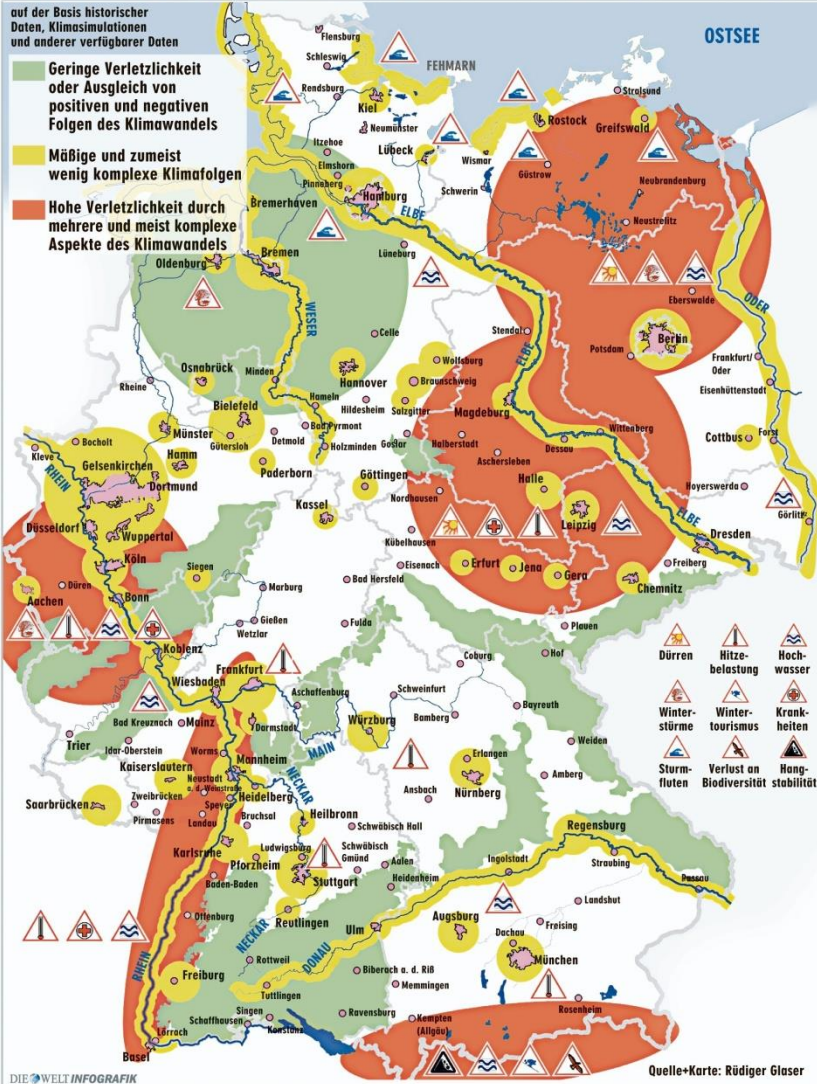 auf der Basis historischer
Daten, Klimasimulationen
und anderer verfügbarer Daten
Geringe Verletzlichkeit
oder Ausgleich von
positiven und negativen
Folgen des Klimawandels
Mäßige und zumeist
wenig komplexe Klimafolgen
Hohe Verletzlichkeit durch
mehrere und meist komplexe
Aspekte des Klimawandels
OSTSEE
Flensburg
Schleswig
FEHMARN
Rendsburg
Kiel
Stralsund
Neumünster
Rostock
Greifswald
Itzehoe
Lübeck
Wismar
Elmshorn
Pinneberg
Güstrow
Hamburg
Schwerin
Neubrandenburg
Bremerhaven
ELBE
Neustrelitz
Bremen
Oldenburg
Lüneburg
WESER
Eberswalde
ODER
Celle
Stendal
Berlin
ELBE
Potsdam
Osnabrück
Minden
Wolfsburg
Frankfurt/
Oder
Rheine
Hannover
Braunschweig
Eisenhüttenstadt
Hameln
Hildesheim
Salzgitter
Magdeburg
Bielefeld
Bad Pyrmont
Wittenberg
Bocholt
Münster
Gütersloh
Detmold
Holzminden
Goslar
Halberstadt
Dessau
Cottbus
Forst
Kleve
RHEIN
Gelsenkirchen
Hamm
Paderborn
Göttingen
Aschersleben
Halle
Hoyerswerda
Dortmund
Nordhausen
ELBE
Görlitz
Kassel
Leipzig
Düsseldorf
Wuppertal
Dresden
Kübelhausen
Köln
Siegen
Eisenach
Erfurt
Jena
Gera
Freiberg
Aachen
Düren
Bonn
Marburg
Bad Hersfeld
Chemnitz
Gießen
Wetzlar
Fulda
Plauen
Koblenz
Hof
Wiesbaden
Frankfurt
Coburg
Aschaffenburg
Schweinfurt
Bad Kreuznach
Mainz
Bayreuth
Darmstadt
Würzburg
Bamberg
Trier
Idar-Oberstein
MAIN
Worms
Weiden
Kaiserslautern
Mannheim
Erlangen
Neustadt
a. d. Weinstraße
NECKAR
Amberg
Saarbrücken
Zweibrücken
Speyer
Heidelberg
Ansbach
Nürnberg
Pirmasens
Landau
Bruchsal
Heilbronn
Schwäbisch Hall
Karlsruhe
Ludwigsburg
Schwäbisch
Gmünd
Regensburg
Pforzheim
Aalen
Ingolstadt
Straubing
Baden-Baden
Stuttgart
Heidenheim
Passau
Offenburg
Reutlingen
Landshut
NECKAR
Ulm
Augsburg
Freising
RHEIN
Rottweil
DONAU
Dachau
Biberach a. d. Riß
München
Freiburg
Tuttlingen
Memmingen
Singen
Ravensburg
Rosenheim
Schaffhausen
Konstanz
Kempten
(Allgäu)
Lörrach
Basel
Dürren
Hitze-
belastung
Hoch-
wasser
Winter-
stürme
Winter-
tourismus
Krank-
heiten
Sturm-
fluten
Verlust an
Biodiversität
Hang-
stabilität
DIE WELT INFOGRAFIK
Quelle+Karte: Rüdiger Glaser